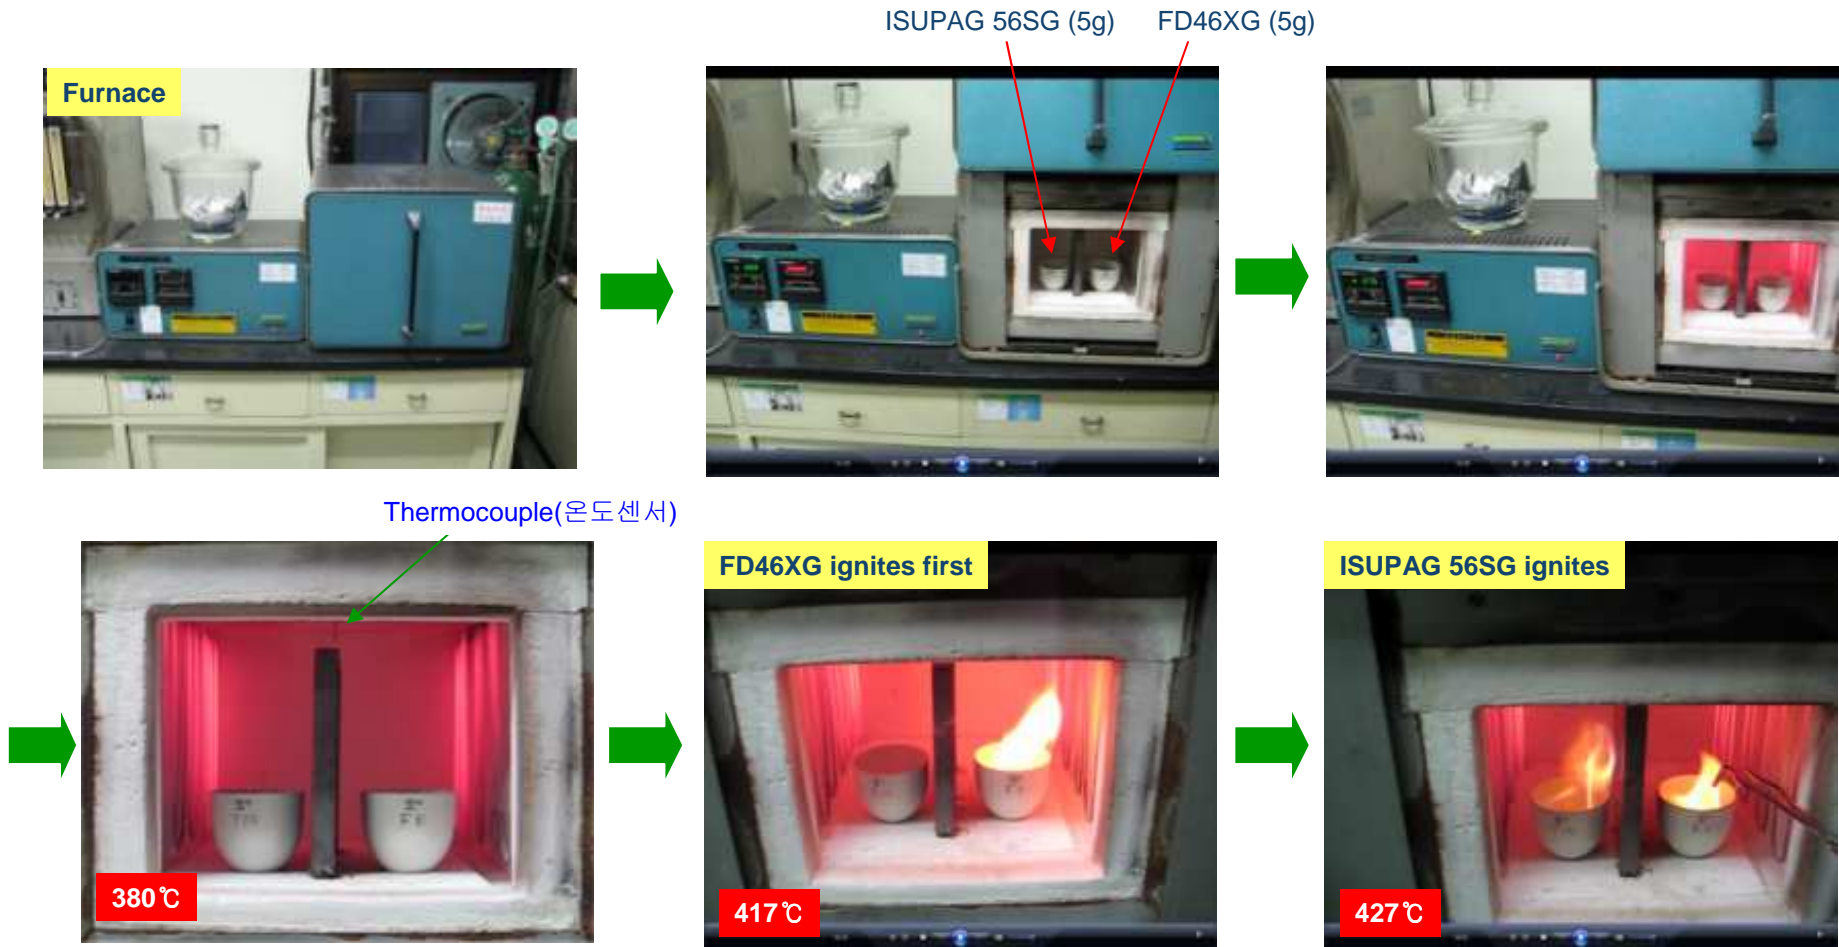 ISUPAG 56SG (5g)
FD46XG (5g)
Furnace
Thermocouple(온도센서)
FD46XG ignites first
ISUPAG 56SG ignites
380℃
417℃
427℃